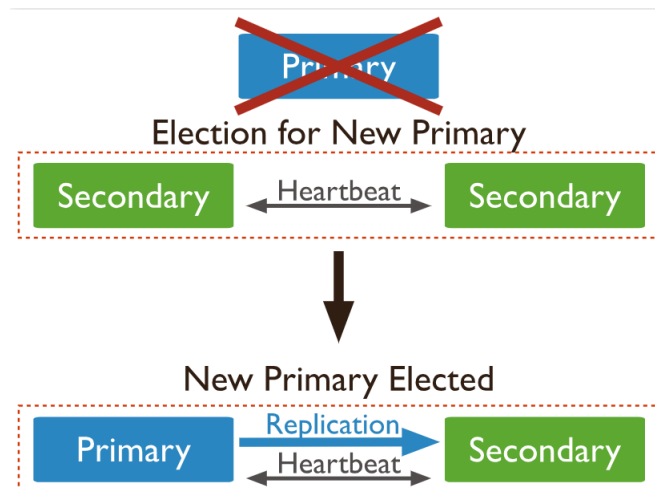 Primary
Election for New Primary
Secondary
Heartbeat
Secondary
New Primary Elected
Primary
Replication
Heartbeat
Secondary